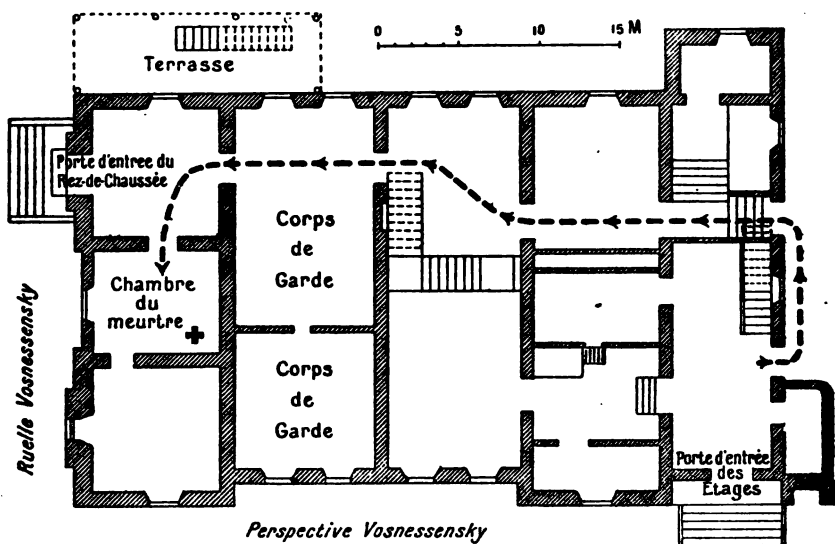 0 5 10 15 M
Terrasse
Porte d'entrée du
Rez-de-Chaussée
Corps
de
Garde
Chambre
du
meurtre
Corps
de
Garde
Porte d'entrée
des
Etages
Ruelle Vosnessensky
Perspective Vosnessensky